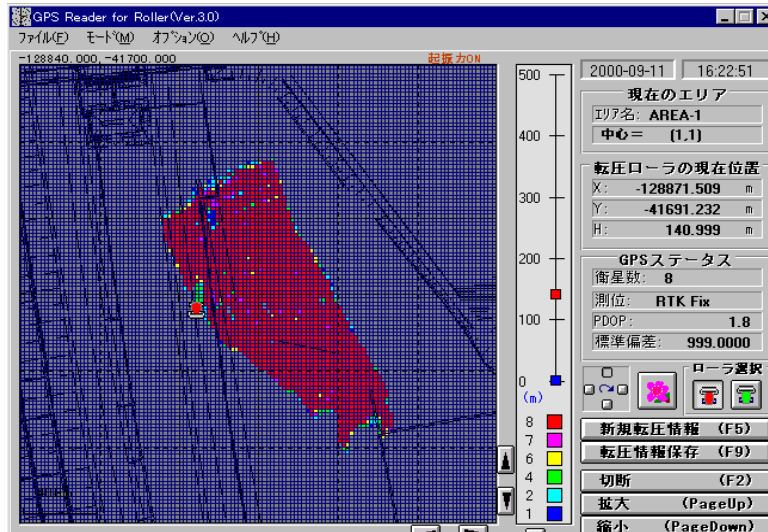 GPS Reader for Roller(Ver.3.0)
ファイル(F) モード(M) オプション(O) ヘルプ(H)
-128840.000,-41700.000 起振力ON
2000-09-11 16:22:51
現在のエリア
エリア名: AREA-1
中心= (1,1)
転圧ローラの現在位置
X: -128871.509 m
Y: -41691.232 m
H: 140.999 m
GPSステータス
衛星数: 8
測位: RTK Fix
PDOP: 1.8
標準偏差: 999.0000
ローラ選択
新規転圧情報 (F5)
転圧情報保存 (F9)
切断 (F2)
拡大 (PageUp)
縮小 (PageDown)
500
400
300
200
100
0
(m)
8
7
6
4
2
1